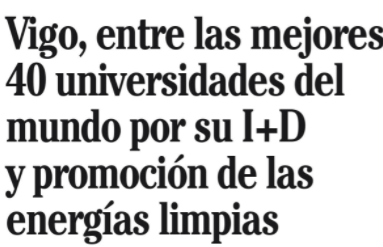 Vigo, entre las mejores
40 universidades del
mundo por su I+D
y promoción de las
energías limpias